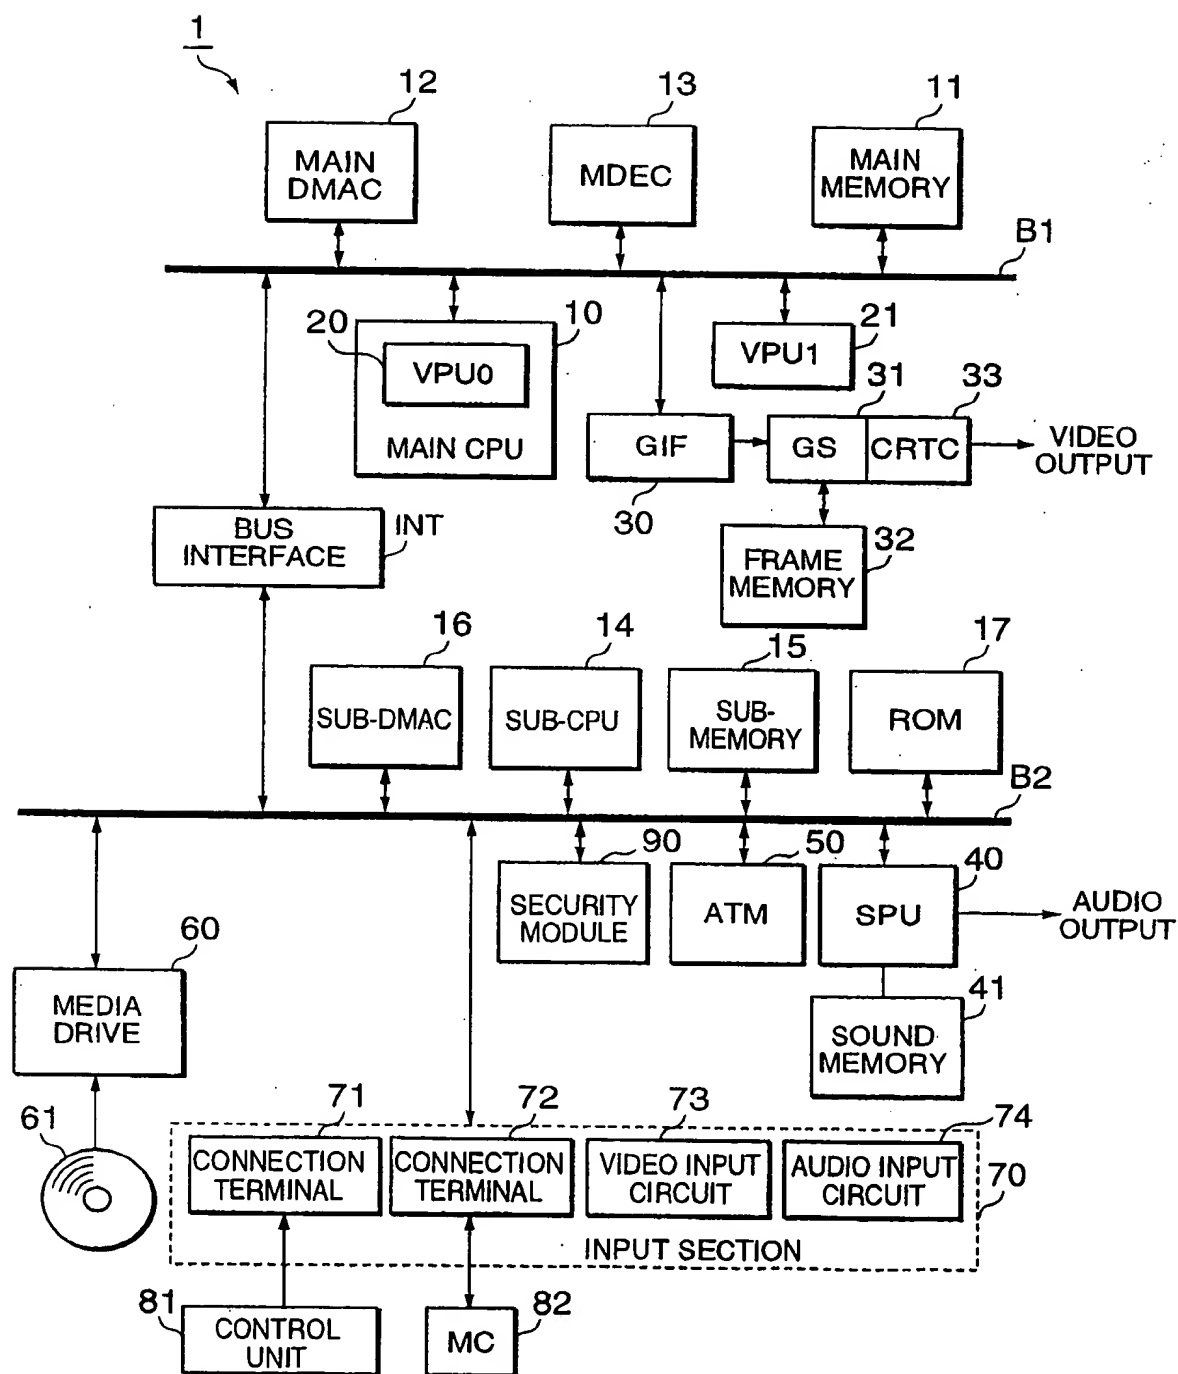 1
12
13
11
MAIN
DMAC
MDEC
MAIN
MEMORY
B1
20
10
VPU0
MAIN CPU
21
VPU1
31
33
GIF
GS
CRTC
VIDEO
OUTPUT
30
BUS
INTERFACE
INT
FRAME
MEMORY
32
16
14
15
17
SUB-DMAC
SUB-CPU
SUB-
MEMORY
ROM
B2
90
50
40
SECURITY
MODULE
ATM
SPU
AUDIO
OUTPUT
60
MEDIA
DRIVE
41
SOUND
MEMORY
61
71
72
73
74
CONNECTION
TERMINAL
CONNECTION
TERMINAL
VIDEO INPUT
CIRCUIT
AUDIO INPUT
CIRCUIT
70
INPUT SECTION
81
CONTROL
UNIT
82
MC